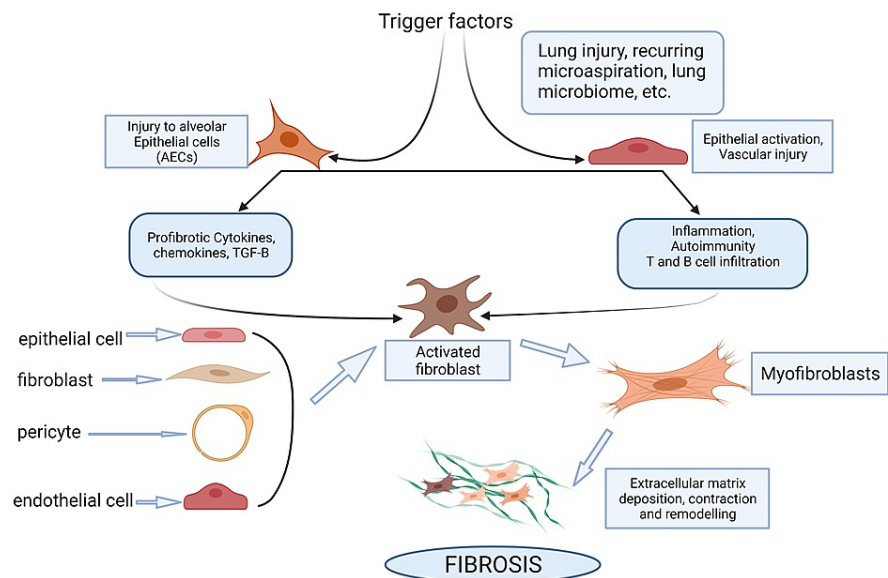 Trigger factors
Lung injury, recurring
microaspiration, lung
microbiome, etc.
Injury to alveolar
Epithelial cells
(AECs)
Epithelial activation,
Vascular injury
Profibrotic Cytokines,
chemokines, TGF-B
Inflammation,
Autoimmunity
T and B cell infiltration
epithelial cell
fibroblast
pericyte
endothelial cell
Activated
fibroblast
Myofibroblasts
Extracellular matrix
deposition, contraction
and remodelling
FIBROSIS